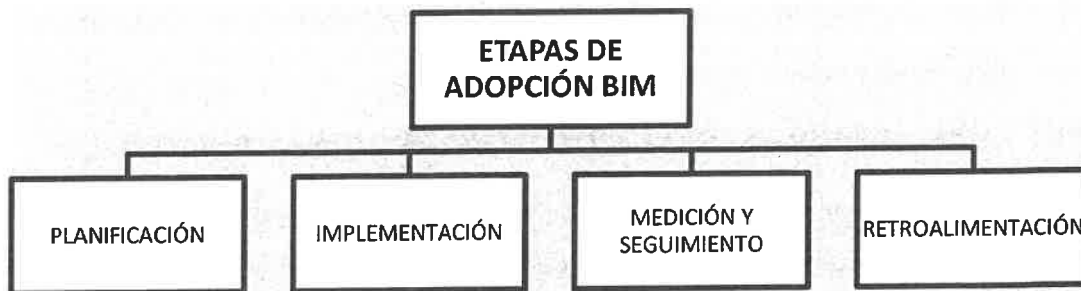 ETAPAS DE
ADOPCIÓN BIM
PLANIFICACIÓN
IMPLEMENTACIÓN
MEDICIÓN Y
SEGUIMIENTO
RETROALIMENTACIÓN